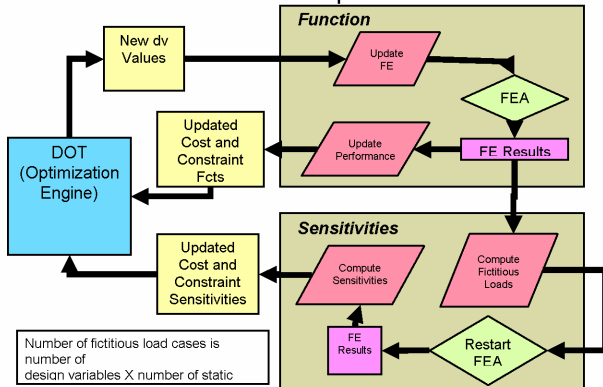 Function
New dv
Values
Update
FE
FEA
Updated
Cost and
Constraint
Fcts
Update
Performance
FE Results
DOT
(Optimization
Engine)
Sensitivities
Updated
Cost and
Constraint
Sensitivities
Compute
Sensitivities
Compute
Fictitious
Loads
FE
Results
Restart
FEA
Number of fictitious load cases is
number of
design variables X number of static